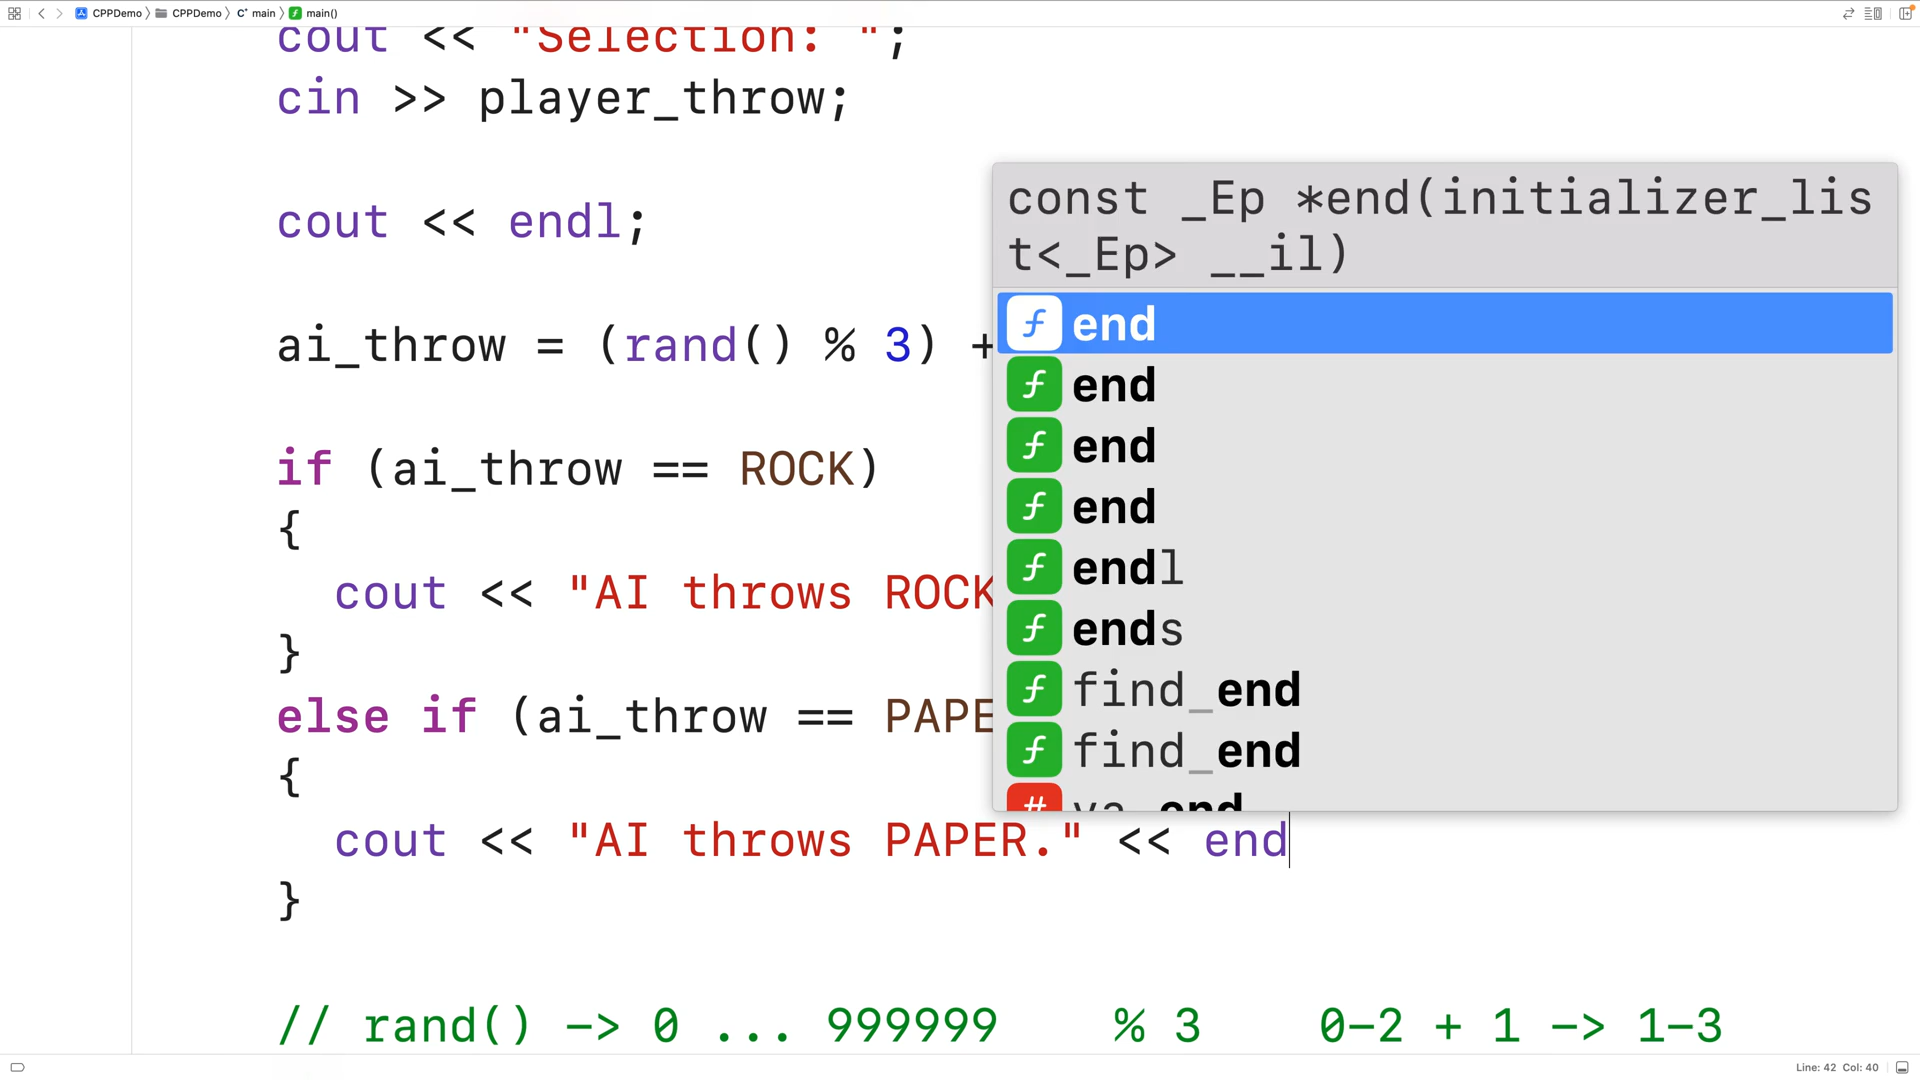 CPPDemo CPPDemo main main()
cout << "Selection: ";
cin >> player_throw;
cout << endl;
ai_throw = (rand() % 3) +
if (ai_throw == ROCK)
{
cout << "AI throws ROCK
}
else if (ai_throw == PAPE
{
cout << "AI throws PAPER." << end
}
// rand() -> 0 ... 999999 % 3 0-2 + 1 -> 1-3
const _Ep *end(initializer_lis
t<_Ep> __il)
f end
f end
f end
f end
f endl
f ends
f find_end
f find_end
# va_end
Line: 42 Col: 40